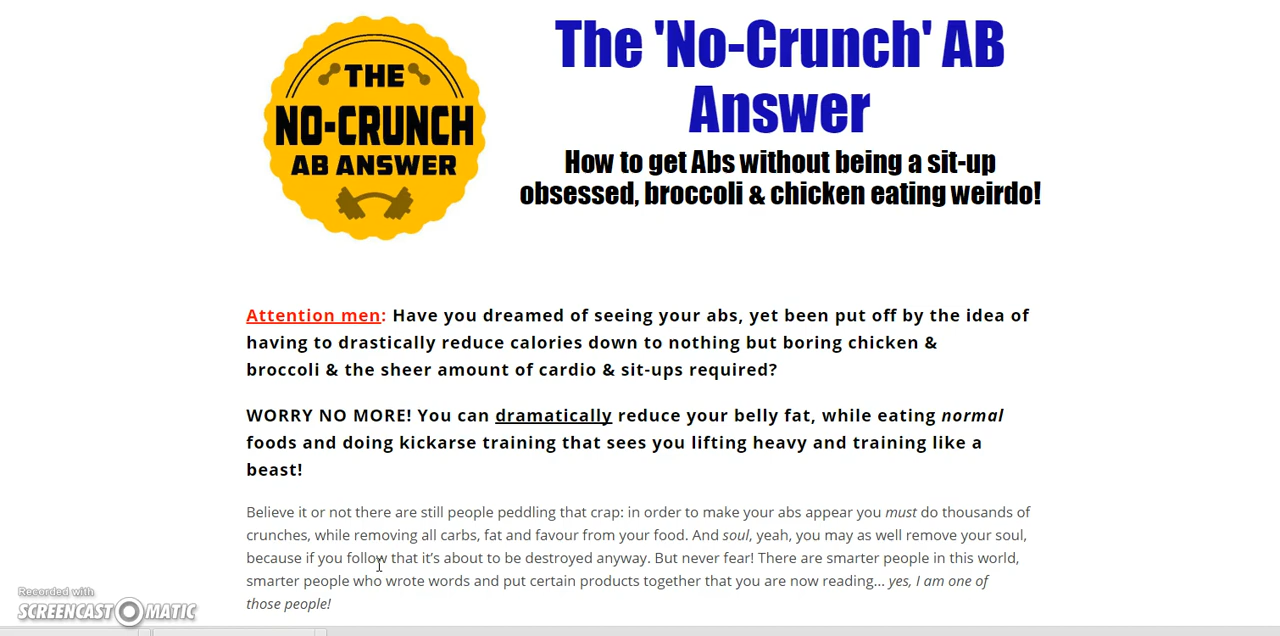 THE
NO-CRUNCH
AB ANSWER
The 'No-Crunch' AB
Answer
How to get Abs without being a sit-up
obsessed, broccoli & chicken eating weirdo!
Attention men: Have you dreamed of seeing your abs, yet been put off by the idea of
having to drastically reduce calories down to nothing but boring chicken &
broccoli & the sheer amount of cardio & sit-ups required?
WORRY NO MORE! You can dramatically reduce your belly fat, while eating normal
foods and doing kickarse training that sees you lifting heavy and training like a
beast!
Believe it or not there are still people peddling that crap: in order to make your abs appear you must do thousands of
crunches, while removing all carbs, fat and favour from your food. And soul, yeah, you may as well remove your soul,
because if you follow that it’s about to be destroyed anyway. But never fear! There are smarter people in this world,
smarter people who wrote words and put certain products together that you are now reading… yes, I am one of
those people!
Recorded with
SCREENCAST-O-MATIC